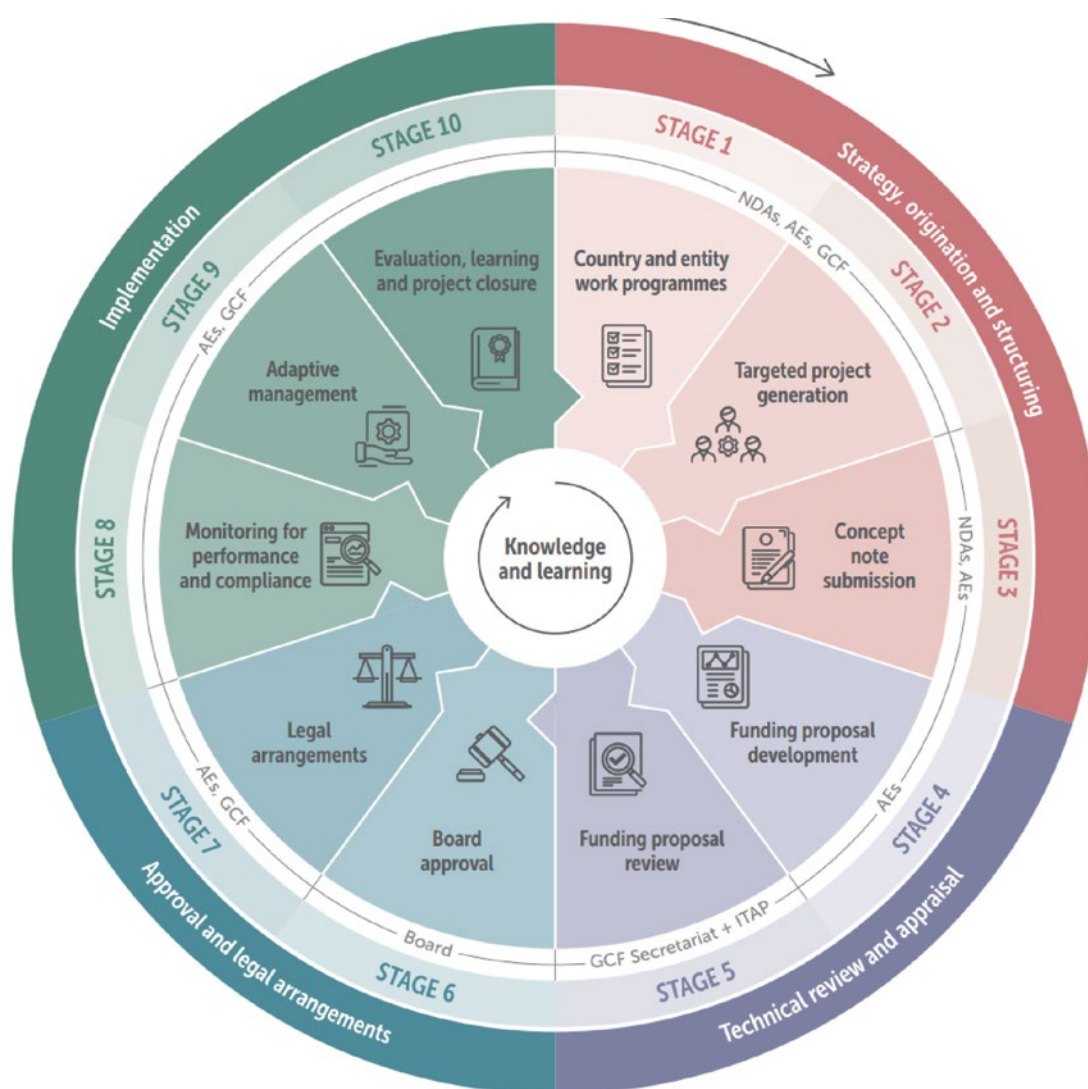 STAGE 1
STAGE 2
STAGE 3
STAGE 4
STAGE 5
STAGE 6
STAGE 7
STAGE 8
STAGE 9
STAGE 10
Strategy, origination and structuring
Technical review and appraisal
Approval and legal arrangements
Implementation
NDAs, AEs, GCF
NDAs, AEs
AEs
GCF Secretariat + ITAP
Board
AEs, GCF
AEs, GCF
Country and entity
work programmes
Targeted project
generation
Concept
note
submission
Funding proposal
development
Funding proposal
review
Board
approval
Legal
arrangements
Monitoring for
performance
and compliance
Adaptive
management
Evaluation, learning
and project closure
Knowledge
and learning